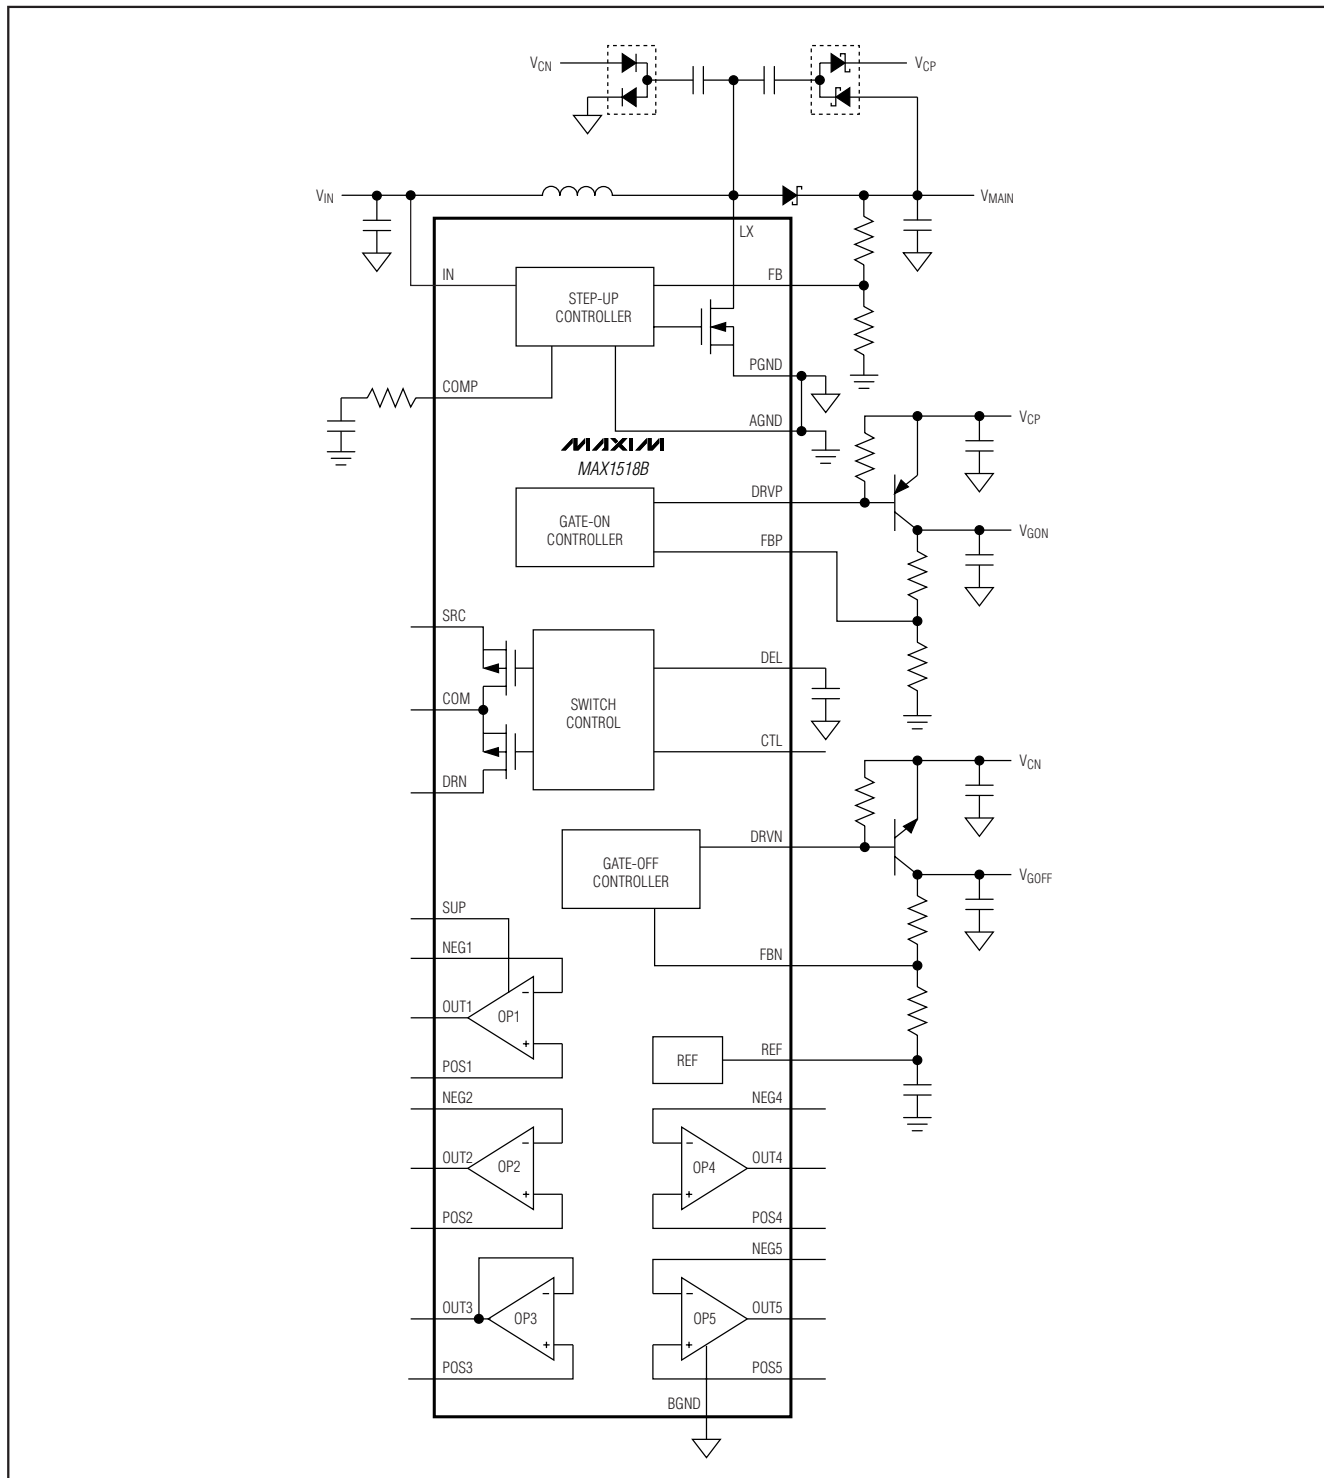 VCN
VCP
VIN
VMAIN
LX
IN
FB
STEP-UP
CONTROLLER
PGND
COMP
AGND
VCP
MAXIM
MAX1518B
DRVP
GATE-ON
CONTROLLER
FBP
VGON
SRC
DEL
COM
SWITCH
CONTROL
CTL
DRN
VCN
DRVN
GATE-OFF
CONTROLLER
VGOFF
SUP
NEG1
FBN
OUT1
OP1
-
+
POS1
REF
REF
NEG2
NEG4
-
-
OUT2
OP2
OP4
OUT4
+
+
POS2
POS4
NEG5
-
-
OUT3
OP3
OP5
OUT5
+
+
POS3
POS5
BGND